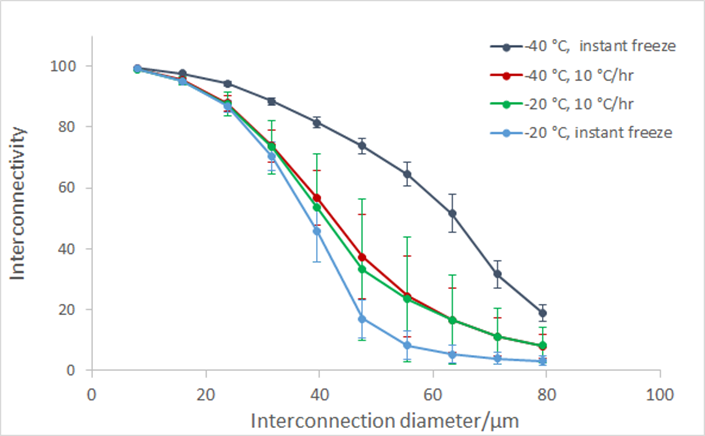 -40 °C, instant freeze
-40 °C, 10 °C/hr
-20 °C, 10 °C/hr
-20 °C, instant freeze
Interconnectivity
100
80
60
40
20
0
0 20 40 60 80 100
Interconnection diameter/μm